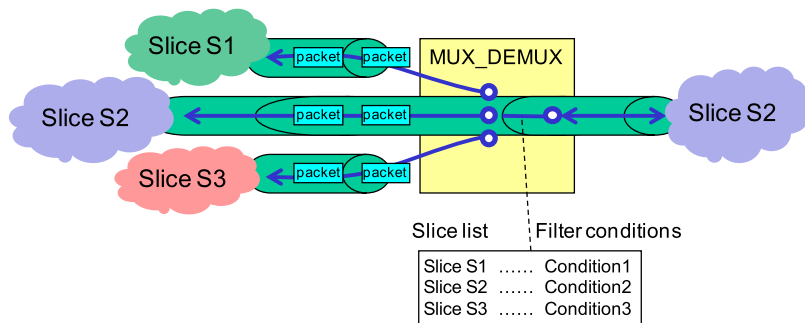 Slice S1
packet packet
MUX_DEMUX
Slice S2
packet packet
Slice S2
Slice S3
packet packet
Slice list Filter conditions
Slice S1 ...... Condition1
Slice S2 ...... Condition2
Slice S3 ...... Condition3